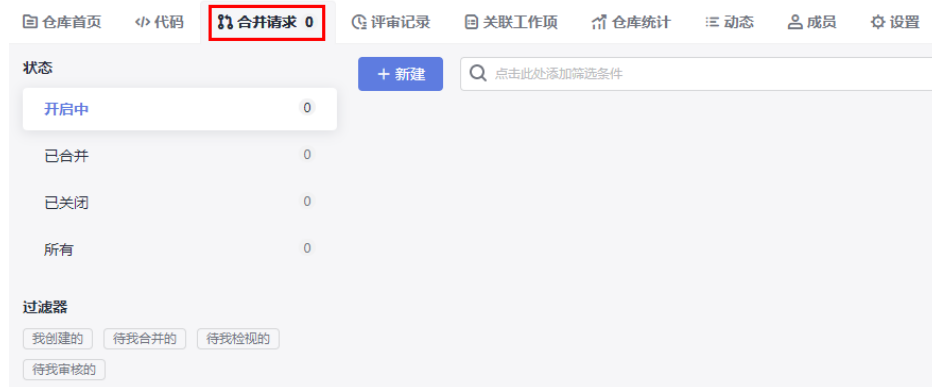 仓库首页 </> 代码 合并请求 0 评审记录 关联工作项 仓库统计 动态 成员 设置
状态
+ 新建 点击此处添加筛选条件
开启中 0
已合并 0
已关闭 0
所有 0
过滤器
我创建的 待我合并的 待我检视的
待我审核的